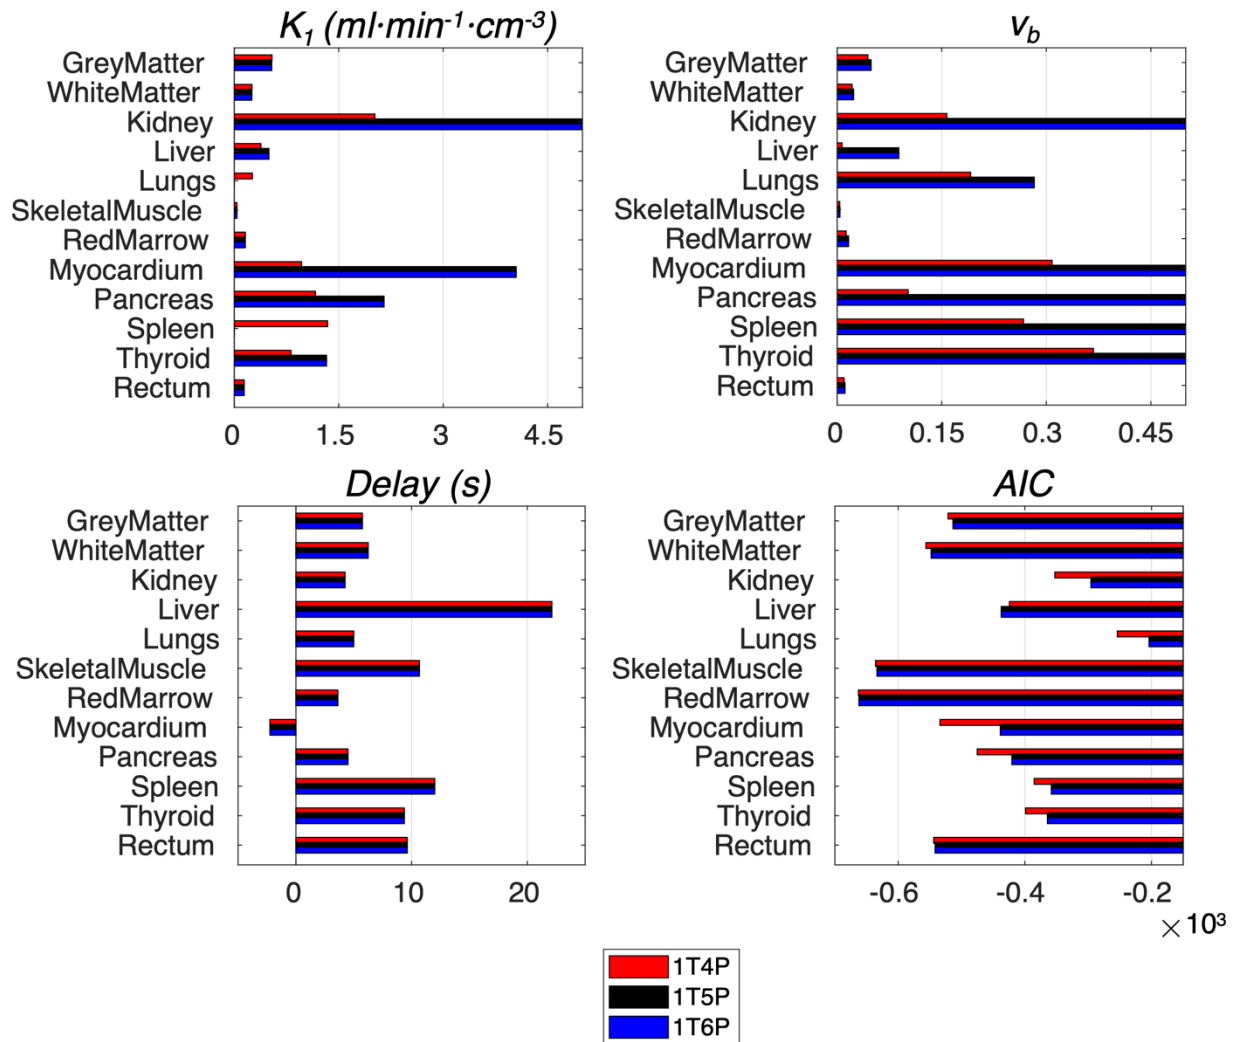 K₁ (ml·min⁻¹·cm⁻³)
GreyMatter
WhiteMatter
Kidney
Liver
Lungs
SkeletalMuscle
RedMarrow
Myocardium
Pancreas
Spleen
Thyroid
Rectum
0 1.5 3 4.5
v_b
GreyMatter
WhiteMatter
Kidney
Liver
Lungs
SkeletalMuscle
RedMarrow
Myocardium
Pancreas
Spleen
Thyroid
Rectum
0 0.15 0.3 0.45
Delay (s)
GreyMatter
WhiteMatter
Kidney
Liver
Lungs
SkeletalMuscle
RedMarrow
Myocardium
Pancreas
Spleen
Thyroid
Rectum
0 10 20
AIC
GreyMatter
WhiteMatter
Kidney
Liver
Lungs
SkeletalMuscle
RedMarrow
Myocardium
Pancreas
Spleen
Thyroid
Rectum
-0.6 -0.4 -0.2
× 10³
1T4P
1T5P
1T6P